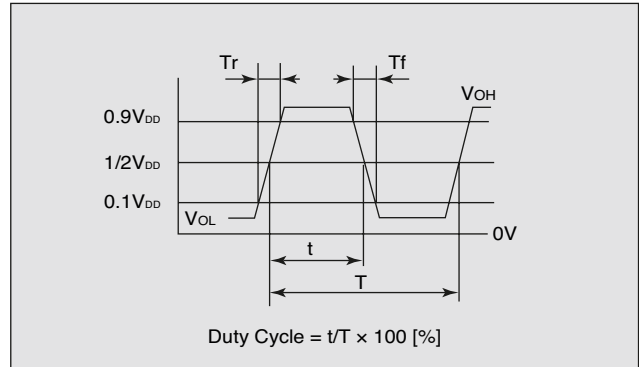 Tr Tf
VOH
0.9VDD
1/2VDD
0.1VDD
VOL
0V
t
T
Duty Cycle = t/T × 100 [%]